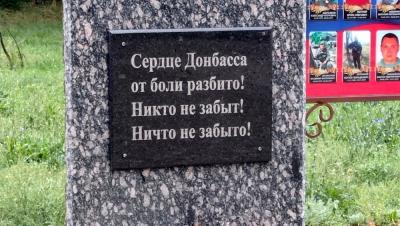 Сердце Донбасса
от боли разбито!
Никто не забыт!
Ничто не забыто!